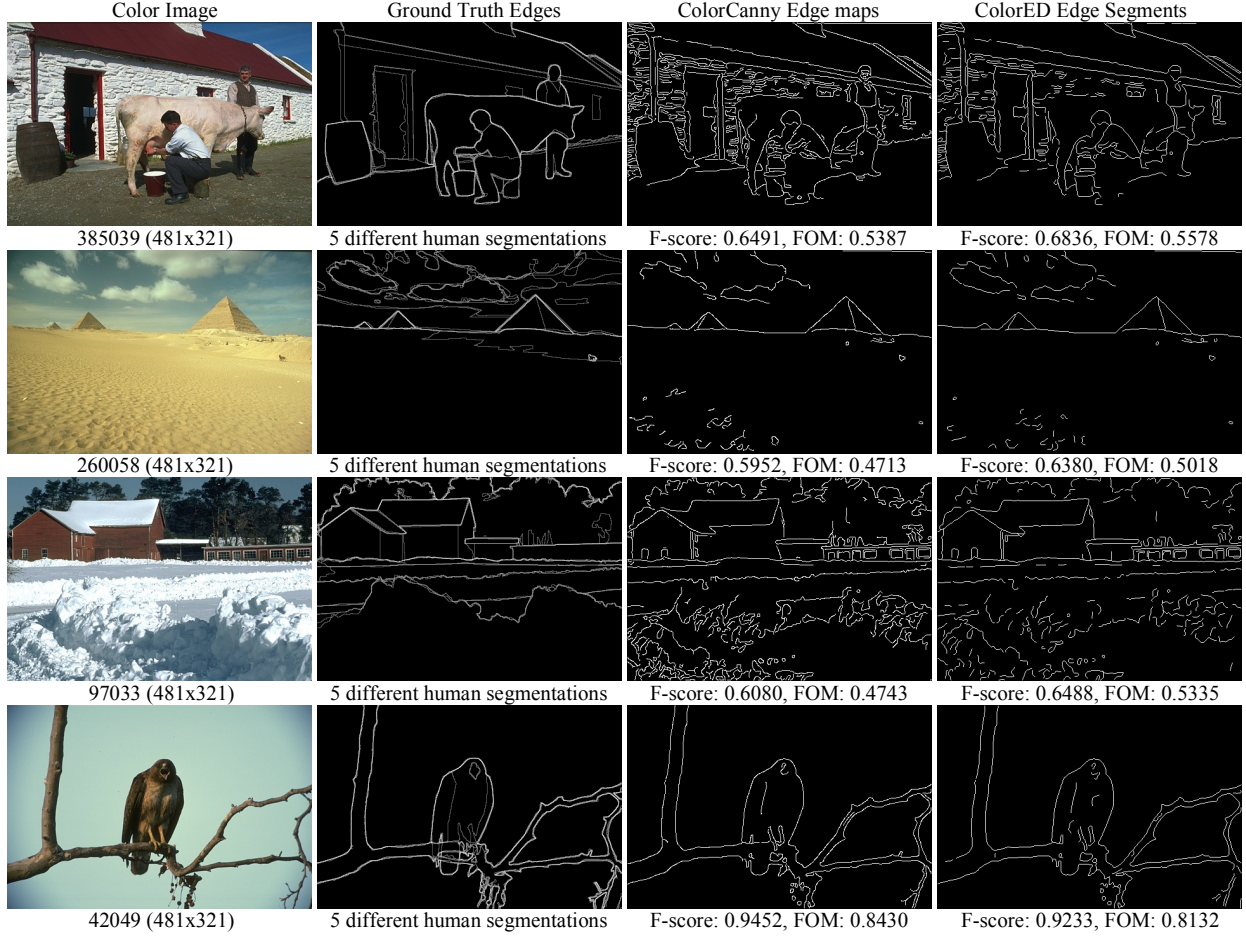 Color Image Ground Truth Edges ColorCanny Edge maps ColorED Edge Segments
385039 (481x321) 5 different human segmentations F-score: 0.6491, FOM: 0.5387 F-score: 0.6836, FOM: 0.5578
260058 (481x321) 5 different human segmentations F-score: 0.5952, FOM: 0.4713 F-score: 0.6380, FOM: 0.5018
97033 (481x321) 5 different human segmentations F-score: 0.6080, FOM: 0.4743 F-score: 0.6488, FOM: 0.5335
42049 (481x321) 5 different human segmentations F-score: 0.9452, FOM: 0.8430 F-score: 0.9233, FOM: 0.8132